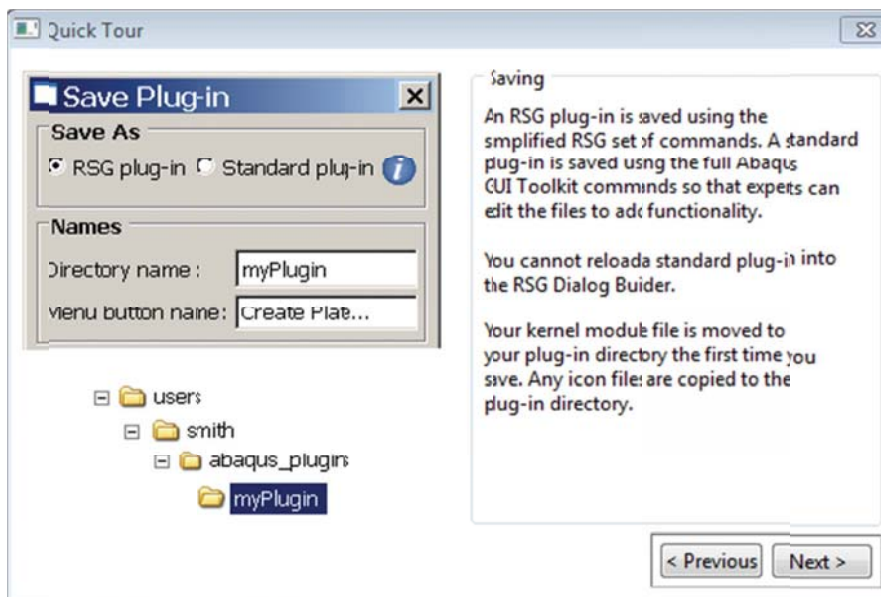 Quick Tour
Save Plug-in
Save As
RSG plug-in Standard plug-in
Names
Directory name : myPlugin
Menu button name: Create Plate...
users
smith
abaqus_plugins
myPlugin
Saving
An RSG plug-in is saved using the
simplified RSG set of commands. A standard
plug-in is saved using the full Abaqus
GUI Toolkit commands so that experts can
edit the files to add functionality.
You cannot reload a standard plug-in into
the RSG Dialog Builder.
Your kernel module file is moved to
your plug-in directory the first time you
save. Any icon files are copied to the
plug-in directory.
< Previous Next >